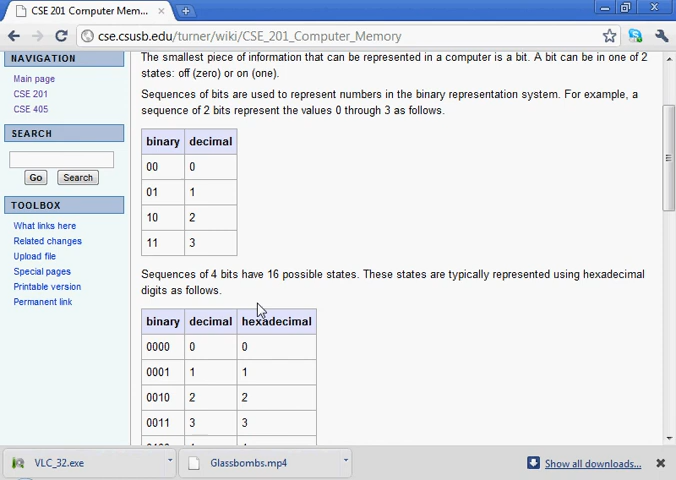 CSE 201 Computer Mem...
cse.csusb.edu/turner/wiki/CSE_201_Computer_Memory
NAVIGATION
Main page
CSE 201
CSE 405
SEARCH
Go Search
TOOLBOX
What links here
Related changes
Upload file
Special pages
Printable version
Permanent link
The smallest piece of information that can be represented in a computer is a bit. A bit can be in one of 2
states: off (zero) or on (one).
Sequences of bits are used to represent numbers in the binary representation system. For example, a
sequence of 2 bits represent the values 0 through 3 as follows.
binary decimal
00 0
01 1
10 2
11 3
Sequences of 4 bits have 16 possible states. These states are typically represented using hexadecimal
digits as follows.
binary decimal hexadecimal
0000 0 0
0001 1 1
0010 2 2
0011 3 3
VLC_32.exe
Glassbombs.mp4
Show all downloads...